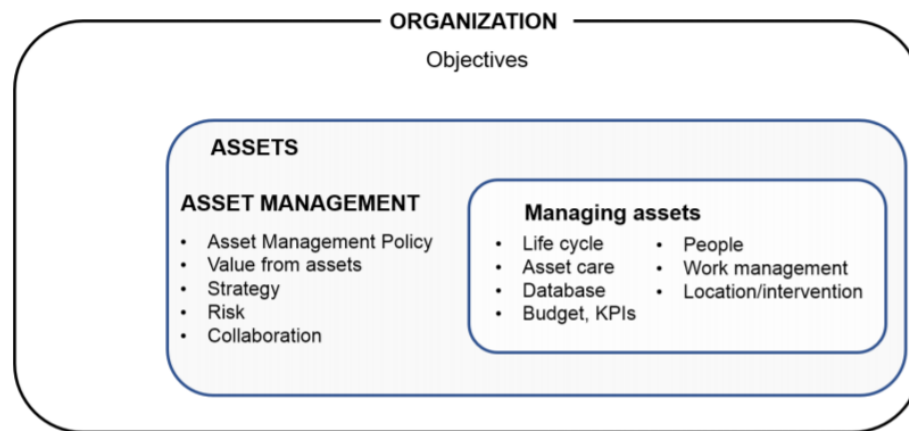 ORGANIZATION
Objectives
ASSETS
ASSET MANAGEMENT
• Asset Management Policy
• Value from assets
• Strategy
• Risk
• Collaboration
Managing assets
• Life cycle
• Asset care
• Database
• Budget, KPIs
• People
• Work management
• Location/intervention